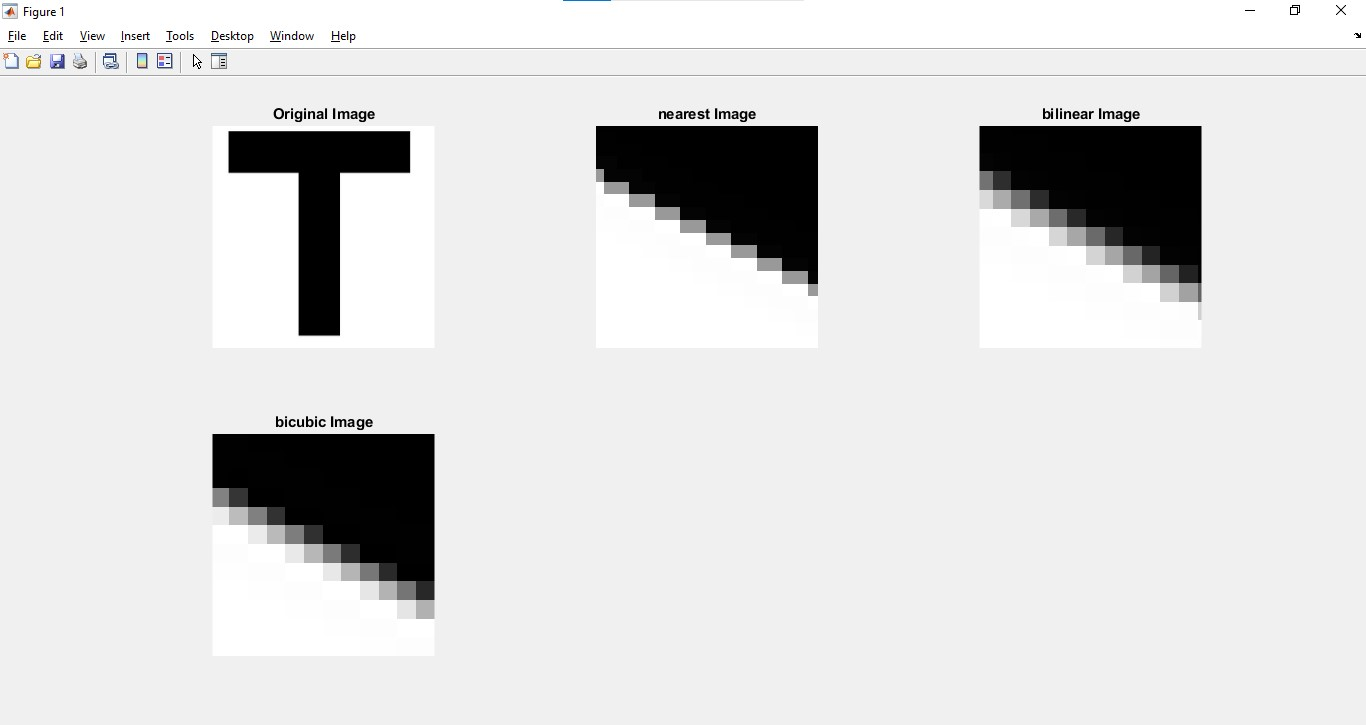 Figure 1
File Edit View Insert Tools Desktop Window Help
Original Image
nearest Image
bilinear Image
T
bicubic Image